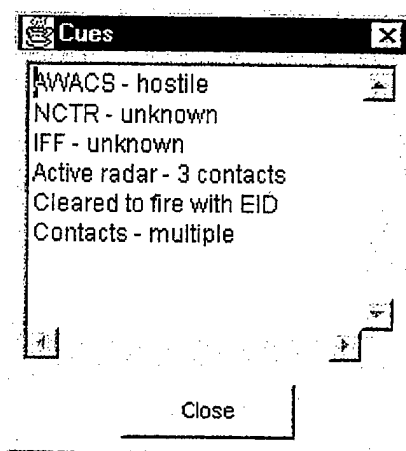 Cues
AWACS - hostile
NCTR - unknown
IFF - unknown
Active radar - 3 contacts
Cleared to fire with EID
Contacts - multiple
Close